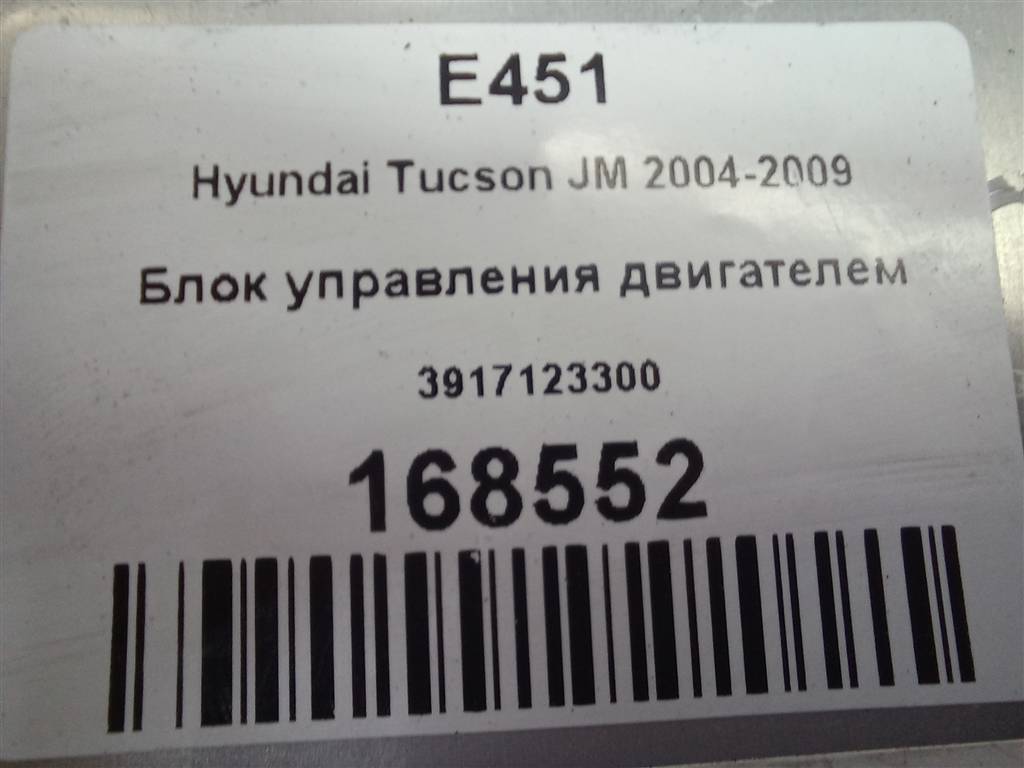 E451
Hyundai Tucson JM 2004-2009
Блок управления двигателем
3917123300
168552